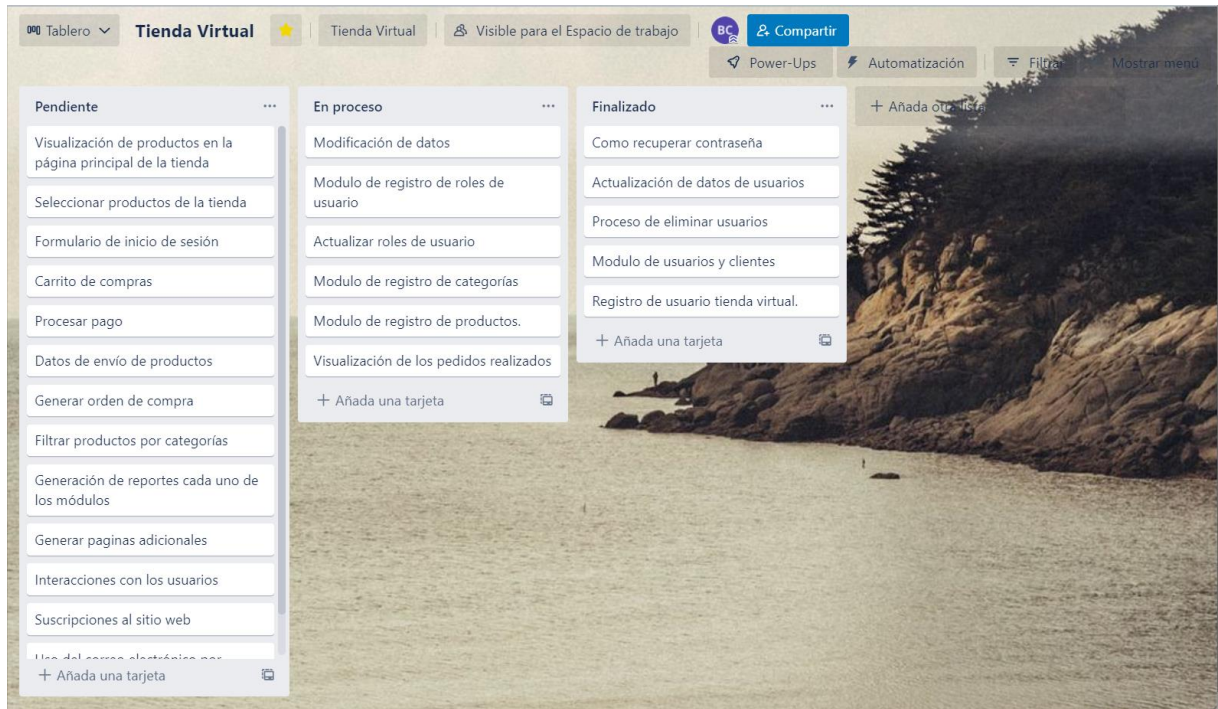 Tablero
Tienda Virtual
Tienda Virtual
Visible para el Espacio de trabajo
BC
Compartir
Power-Ups
Automatización
Filtrar
Mostrar menú
Pendiente
Visualización de productos en la
página principal de la tienda
Seleccionar productos de la tienda
Formulario de inicio de sesión
Carrito de compras
Procesar pago
Datos de envío de productos
Generar orden de compra
Filtrar productos por categorías
Generación de reportes cada uno de
los módulos
Generar paginas adicionales
Interacciones con los usuarios
Suscripciones al sitio web
Uso del correo electrónico por
+ Añada una tarjeta
En proceso
Modificación de datos
Modulo de registro de roles de
usuario
Actualizar roles de usuario
Modulo de registro de categorías
Modulo de registro de productos.
Visualización de los pedidos realizados
+ Añada una tarjeta
Finalizado
Como recuperar contraseña
Actualización de datos de usuarios
Proceso de eliminar usuarios
Modulo de usuarios y clientes
Registro de usuario tienda virtual.
+ Añada una tarjeta
+ Añada otra lista